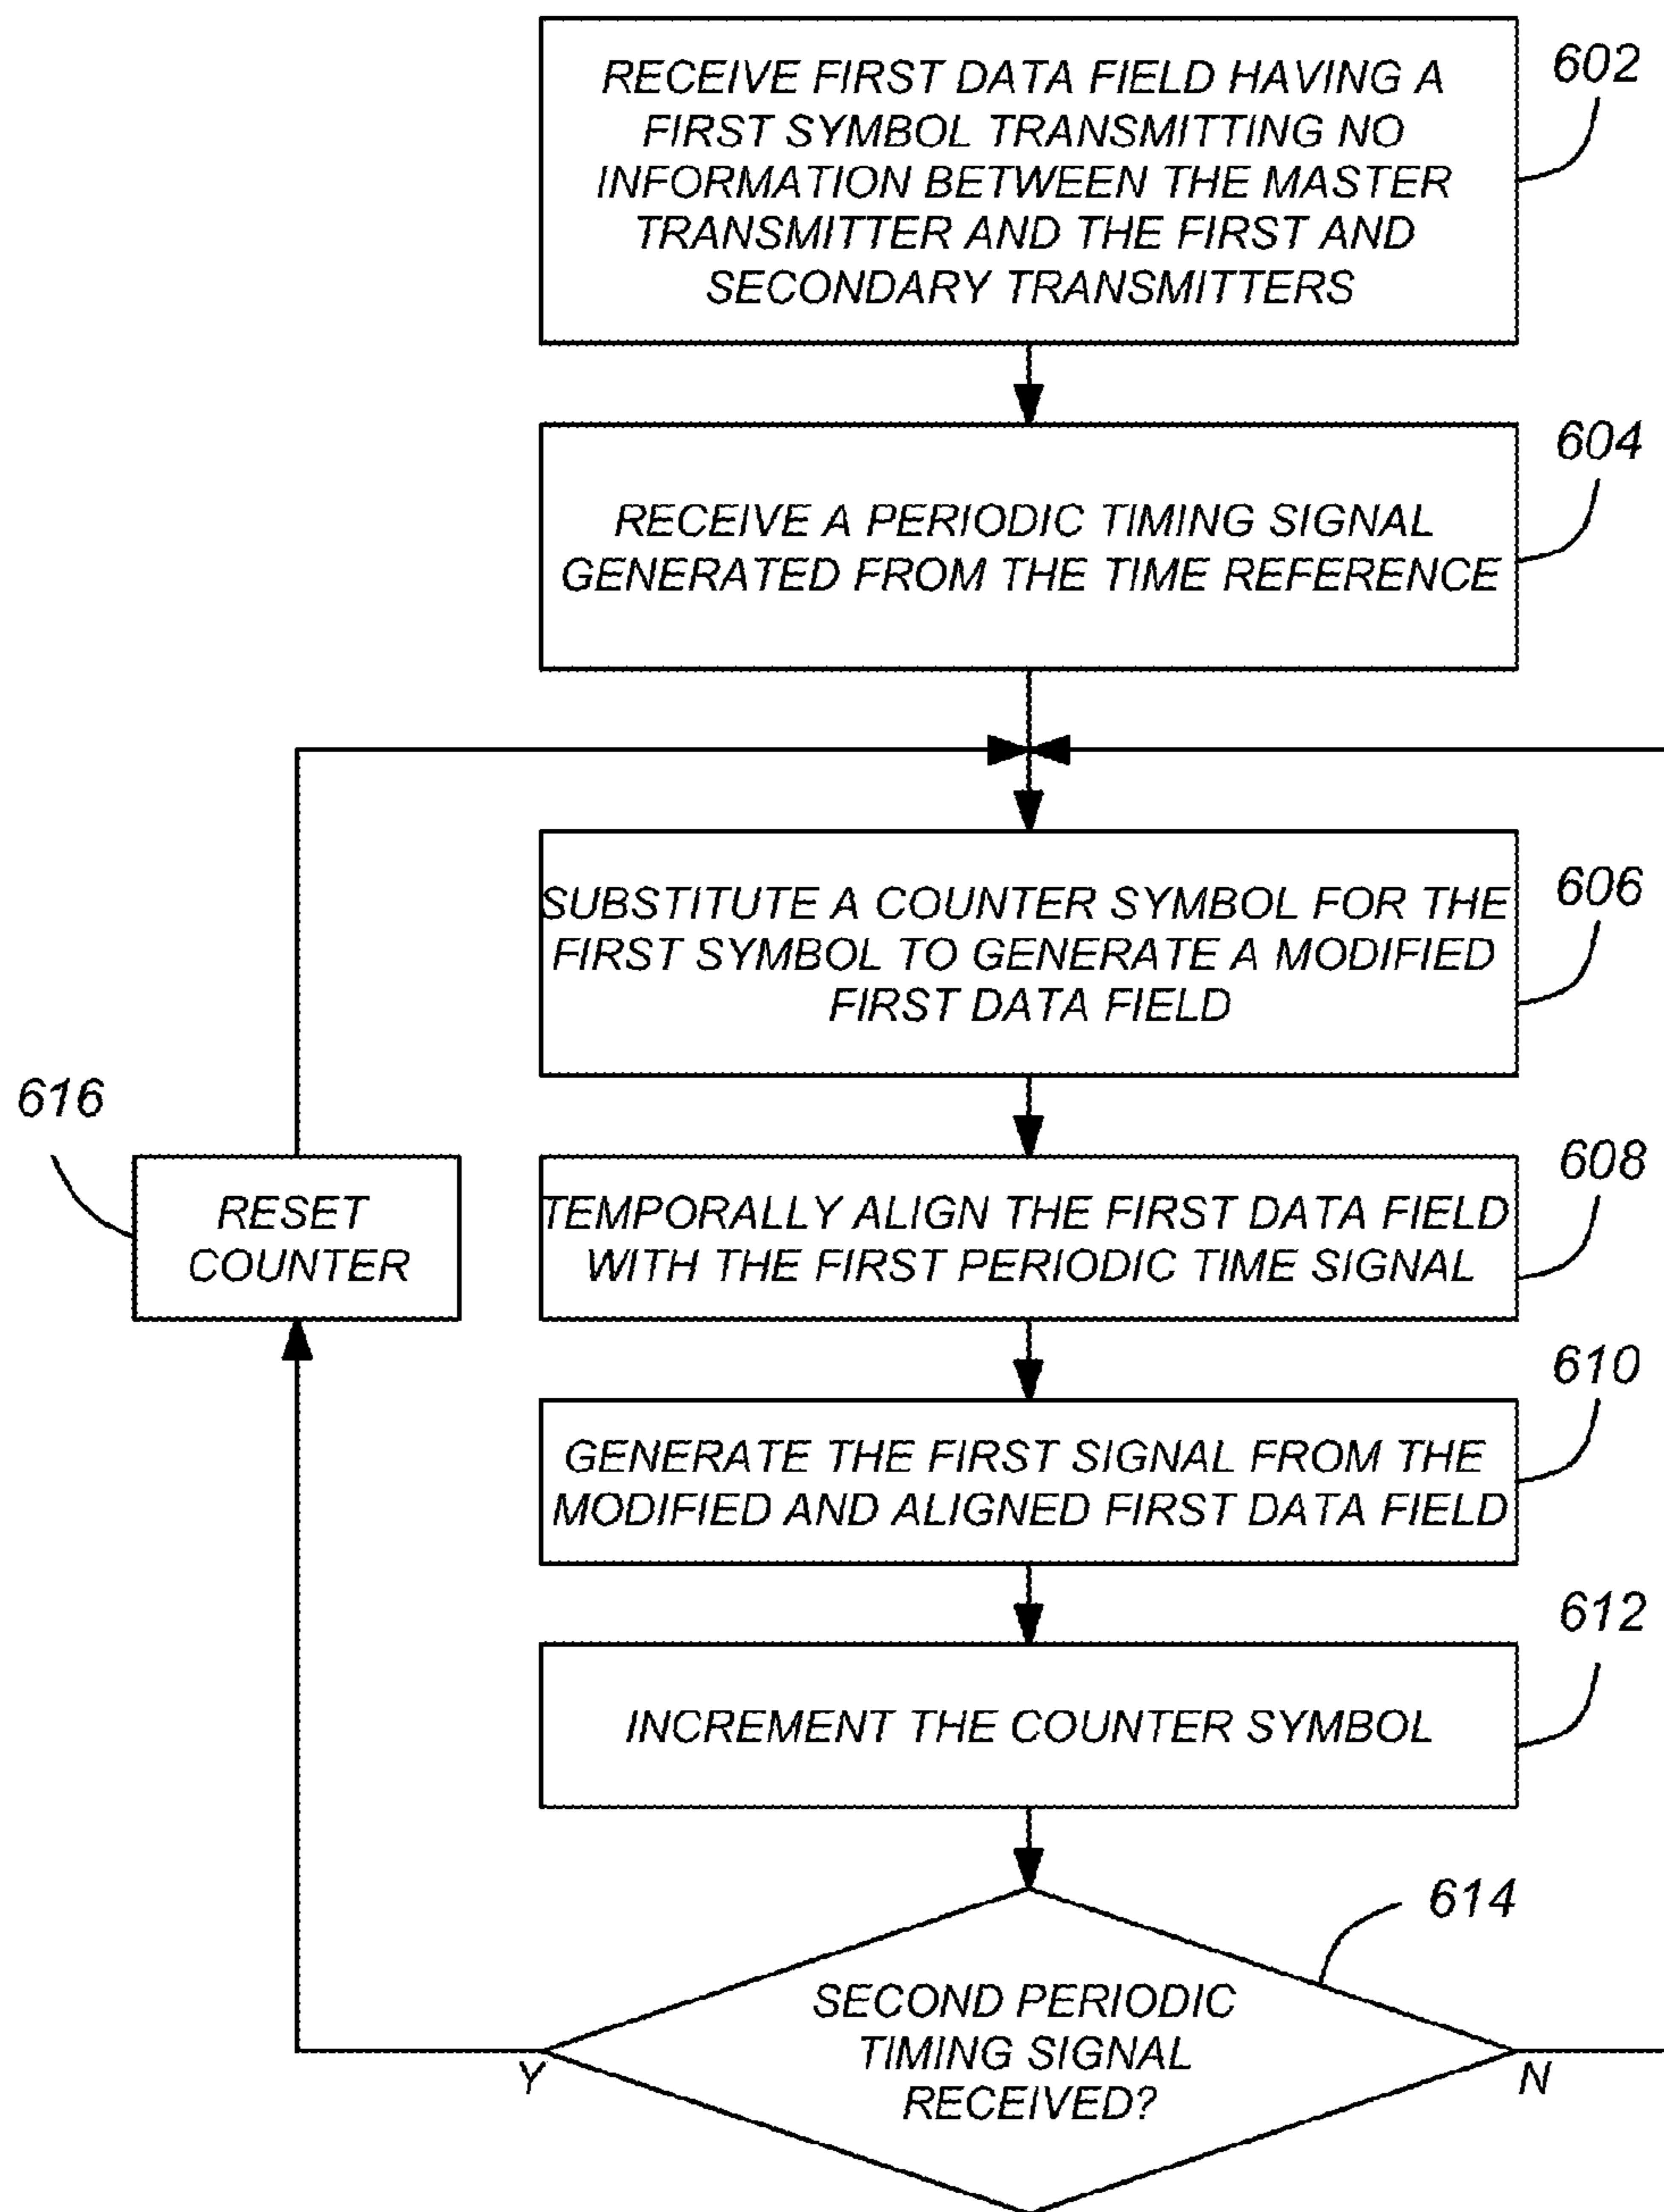 RECEIVE FIRST DATA FIELD HAVING A
FIRST SYMBOL TRANSMITTING NO
INFORMATION BETWEEN THE MASTER
TRANSMITTER AND THE FIRST AND
SECONDARY TRANSMITTERS
602
RECEIVE A PERIODIC TIMING SIGNAL
GENERATED FROM THE TIME REFERENCE
604
SUBSTITUTE A COUNTER SYMBOL FOR THE
FIRST SYMBOL TO GENERATE A MODIFIED
FIRST DATA FIELD
606
616
RESET
COUNTER
TEMPORALLY ALIGN THE FIRST DATA FIELD
WITH THE FIRST PERIODIC TIME SIGNAL
608
GENERATE THE FIRST SIGNAL FROM THE
MODIFIED AND ALIGNED FIRST DATA FIELD
610
INCREMENT THE COUNTER SYMBOL
612
614
SECOND PERIODIC
TIMING SIGNAL
RECEIVED?
Y
N